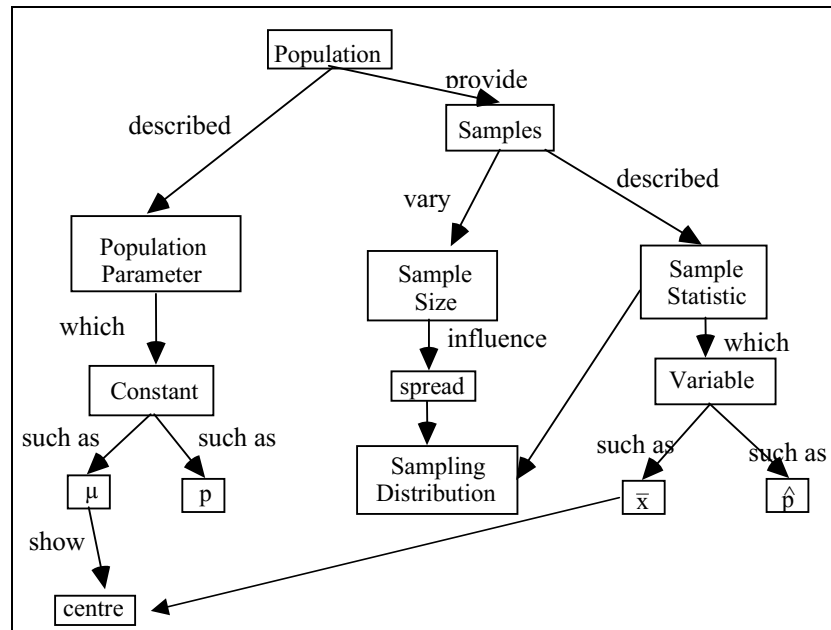 Population
provide
described
Samples
vary
described
Population
Parameter
Sample
Size
Sample
Statistic
which
influence
which
Constant
spread
Variable
such as
such as
such as
such as
Sampling
Distribution
μ
p
x̄
p̂
show
centre